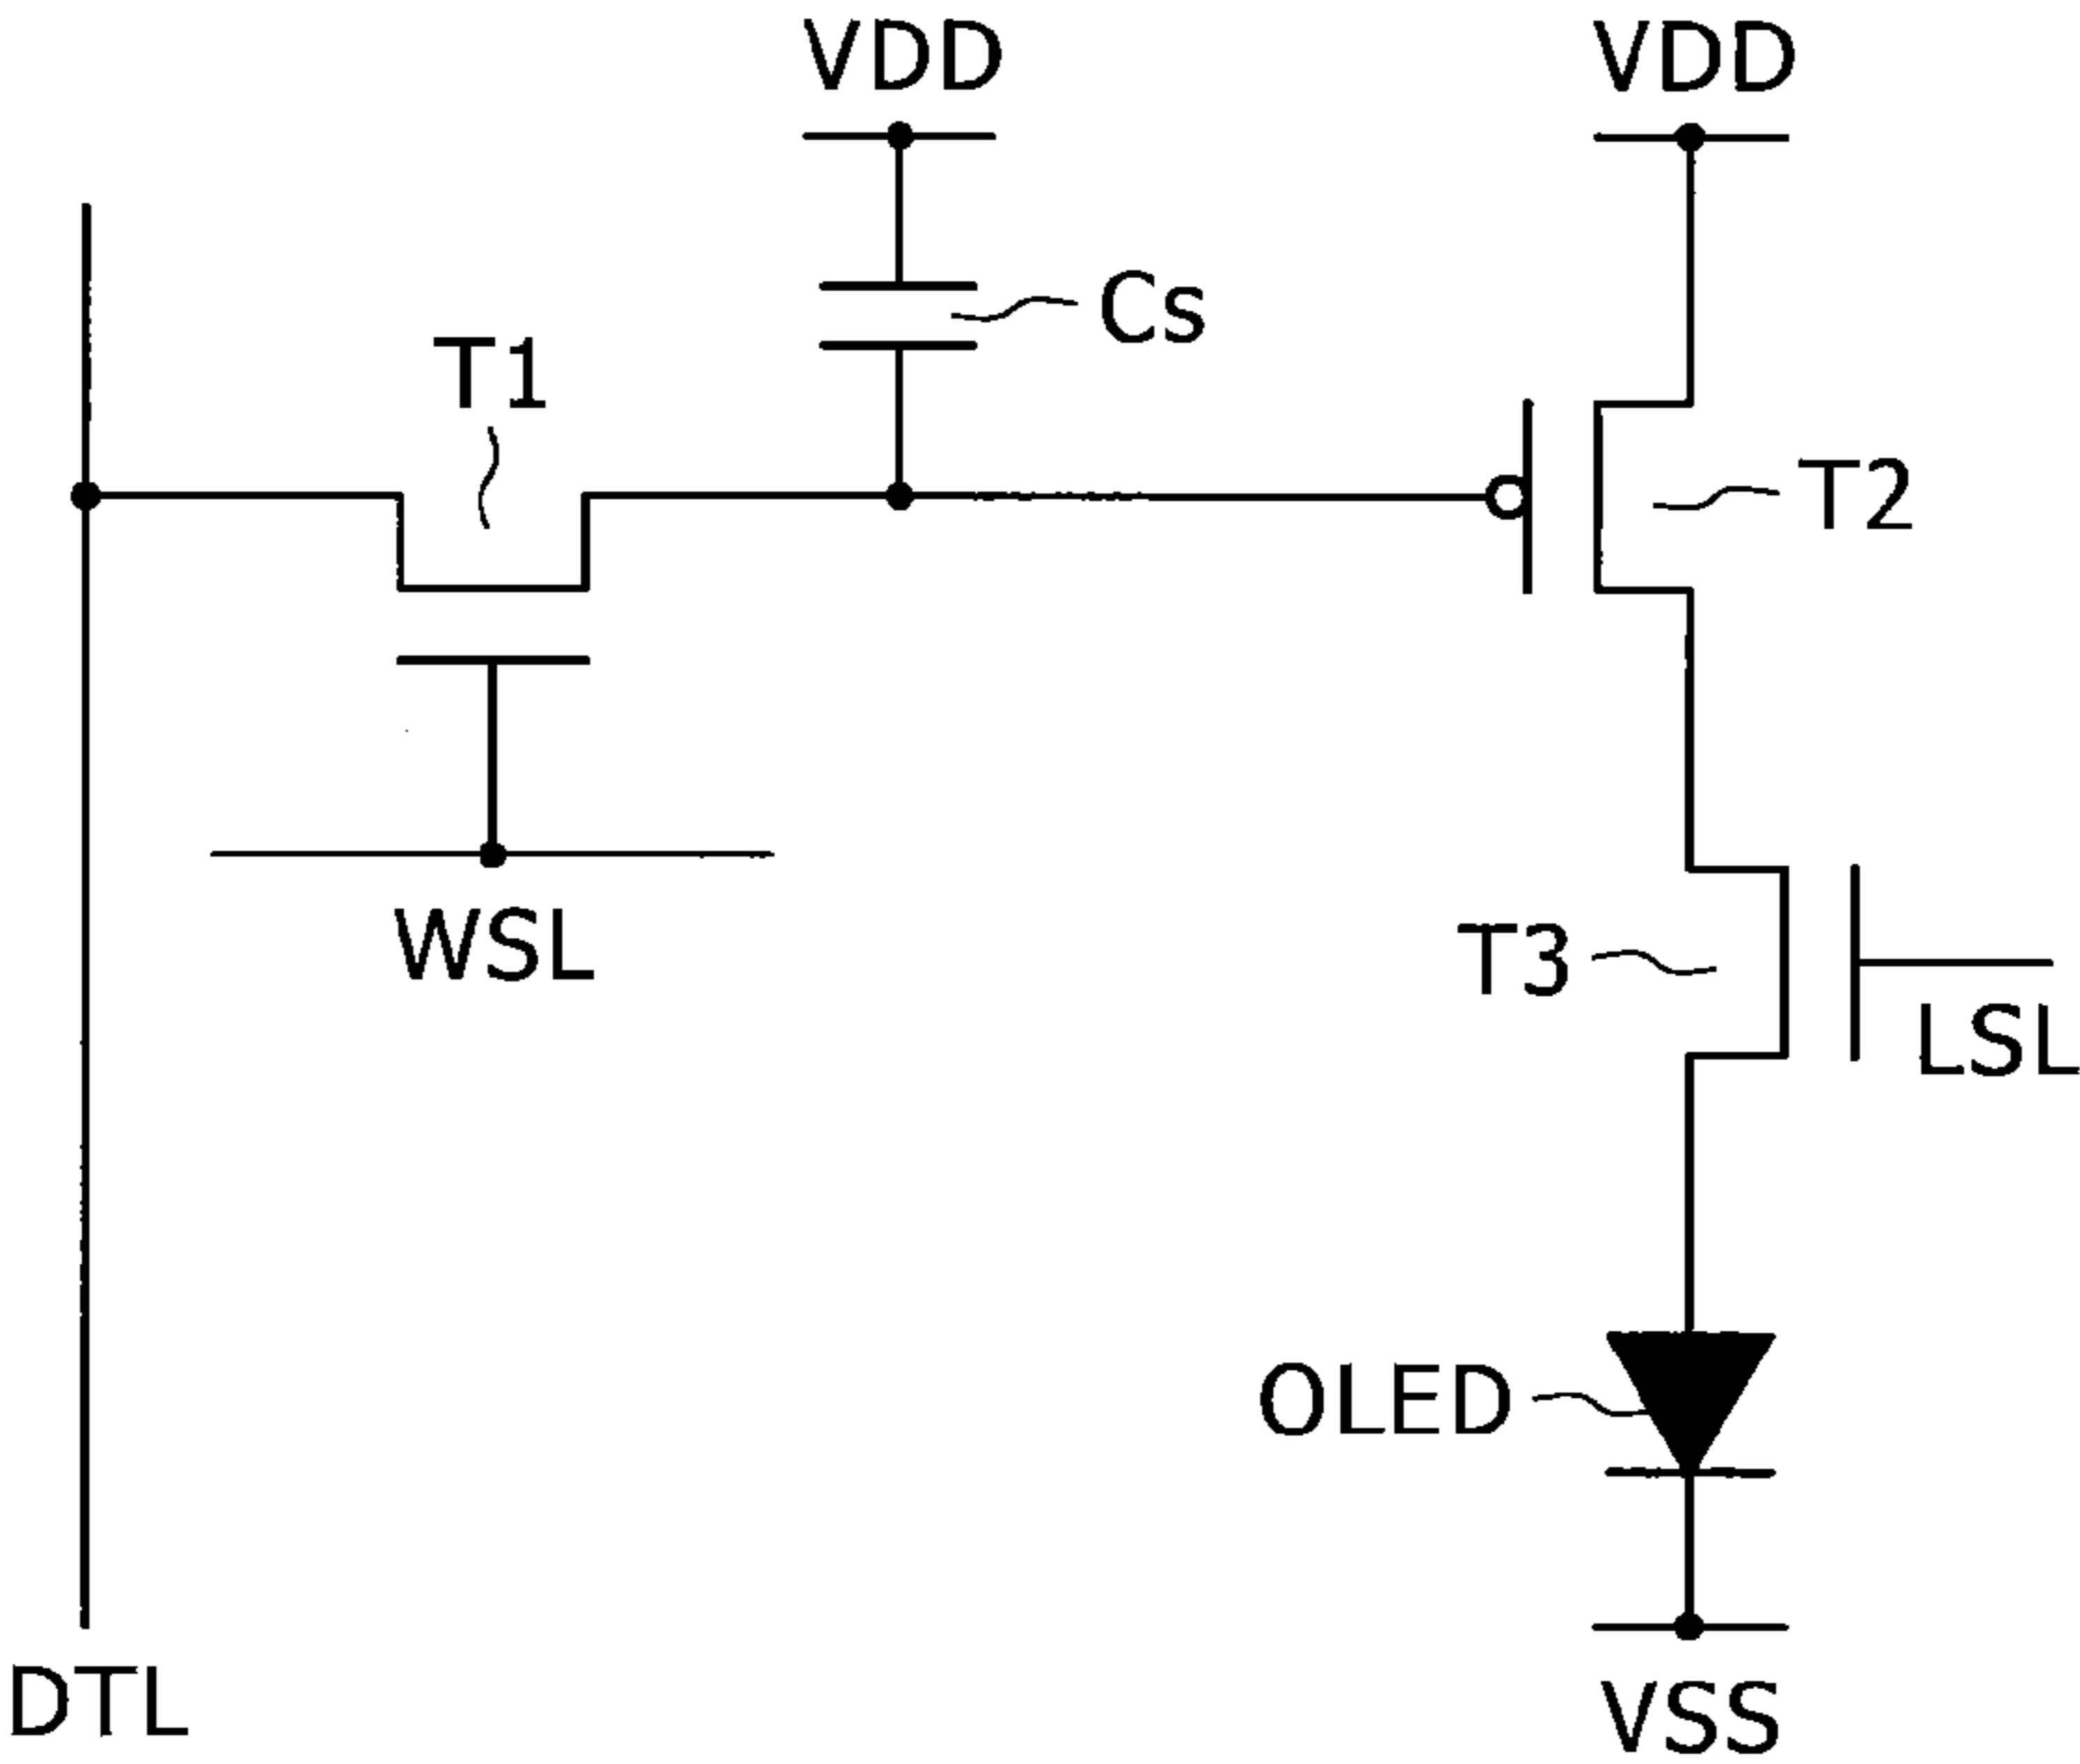 VDD
VDD
Cs
T1
T2
WSL
T3
LSL
OLED
DTL
VSS